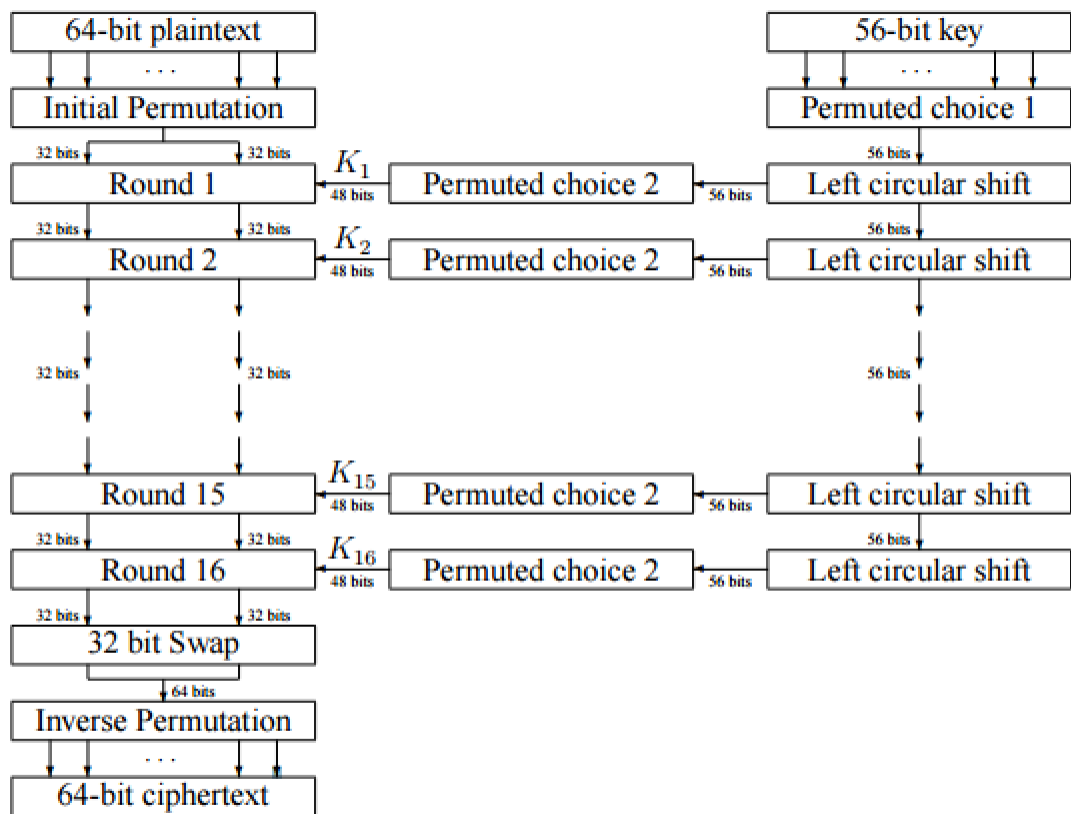 64-bit plaintext
56-bit key
. . .
. . .
Initial Permutation
Permuted choice 1
32 bits
32 bits
56 bits
Round 1
K1
48 bits
Permuted choice 2
56 bits
Left circular shift
32 bits
32 bits
56 bits
Round 2
K2
48 bits
Permuted choice 2
56 bits
Left circular shift
32 bits
32 bits
56 bits
Round 15
K15
48 bits
Permuted choice 2
56 bits
Left circular shift
32 bits
32 bits
56 bits
Round 16
K16
48 bits
Permuted choice 2
56 bits
Left circular shift
32 bits
32 bits
32 bit Swap
64 bits
Inverse Permutation
. . .
64-bit ciphertext